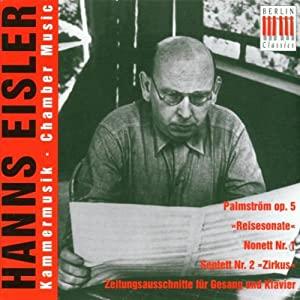 HANNS EISLER
Kammermusik · Chamber Music
BERLIN
Classics
Palmström op. 5
»Reisesonate«
Nonett Nr. 1
Septett Nr. 2 »Zirkus«
Zeitungsausschnitte für Gesang und Klavier